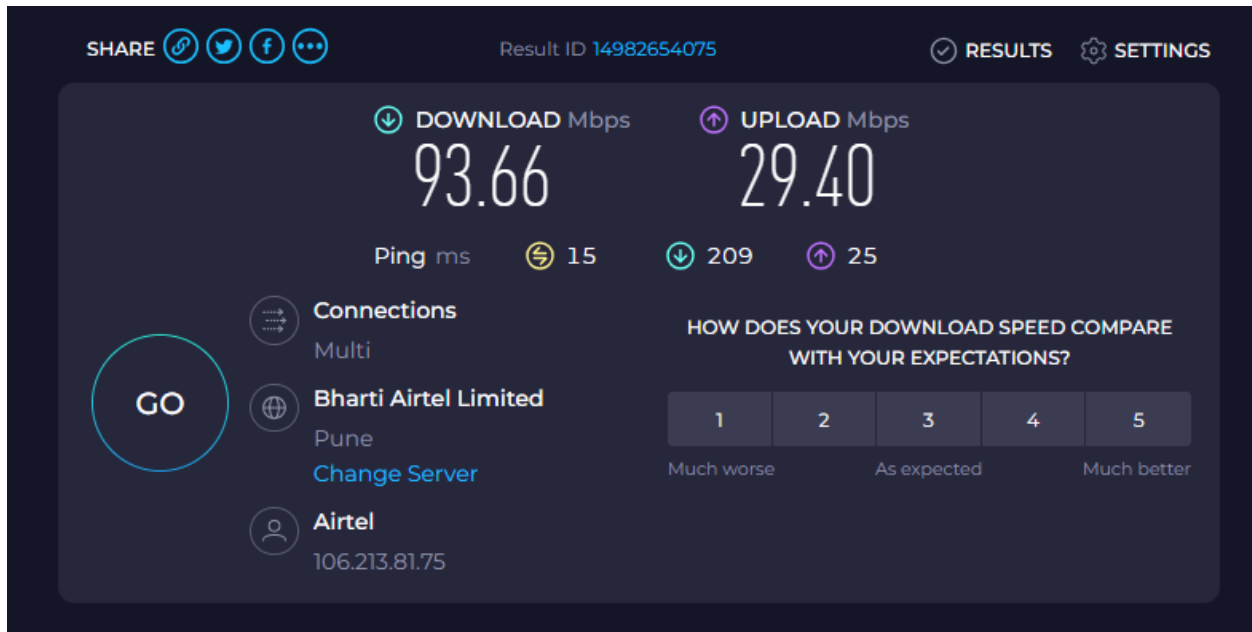 SHARE Result ID 14982654075 RESULTS SETTINGS
DOWNLOAD Mbps UPLOAD Mbps
93.66 29.40
Ping ms 15 209 25
Connections
Multi
Bharti Airtel Limited
Pune
Change Server
Airtel
106.213.81.75
GO
HOW DOES YOUR DOWNLOAD SPEED COMPARE
WITH YOUR EXPECTATIONS?
1 2 3 4 5
Much worse As expected Much better